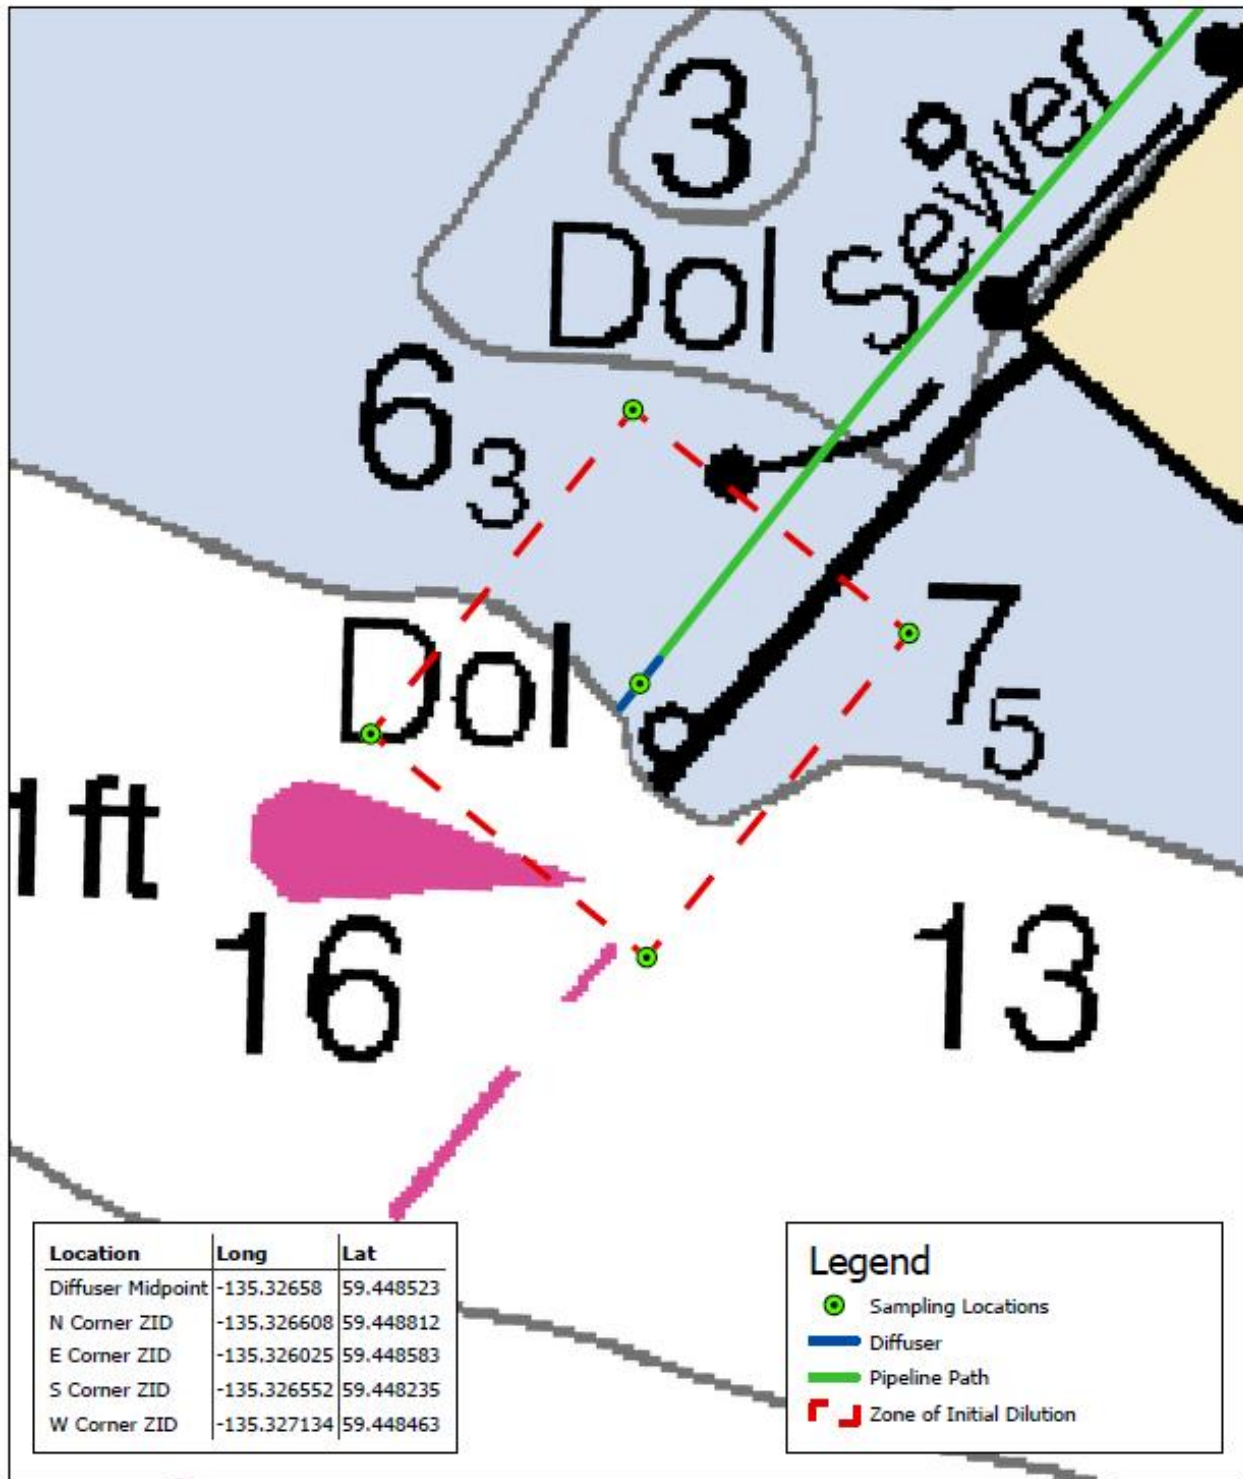 3
Sewer
Dol
6 3
7 5
Dol
1ft
16
13
Location Long Lat
Diffuser Midpoint -135.32658 59.448523
N Corner ZID -135.326608 59.448812
E Corner ZID -135.326025 59.448583
S Corner ZID -135.326552 59.448235
W Corner ZID -135.327134 59.448463
Legend
Sampling Locations
Diffuser
Pipeline Path
Zone of Initial Dilution